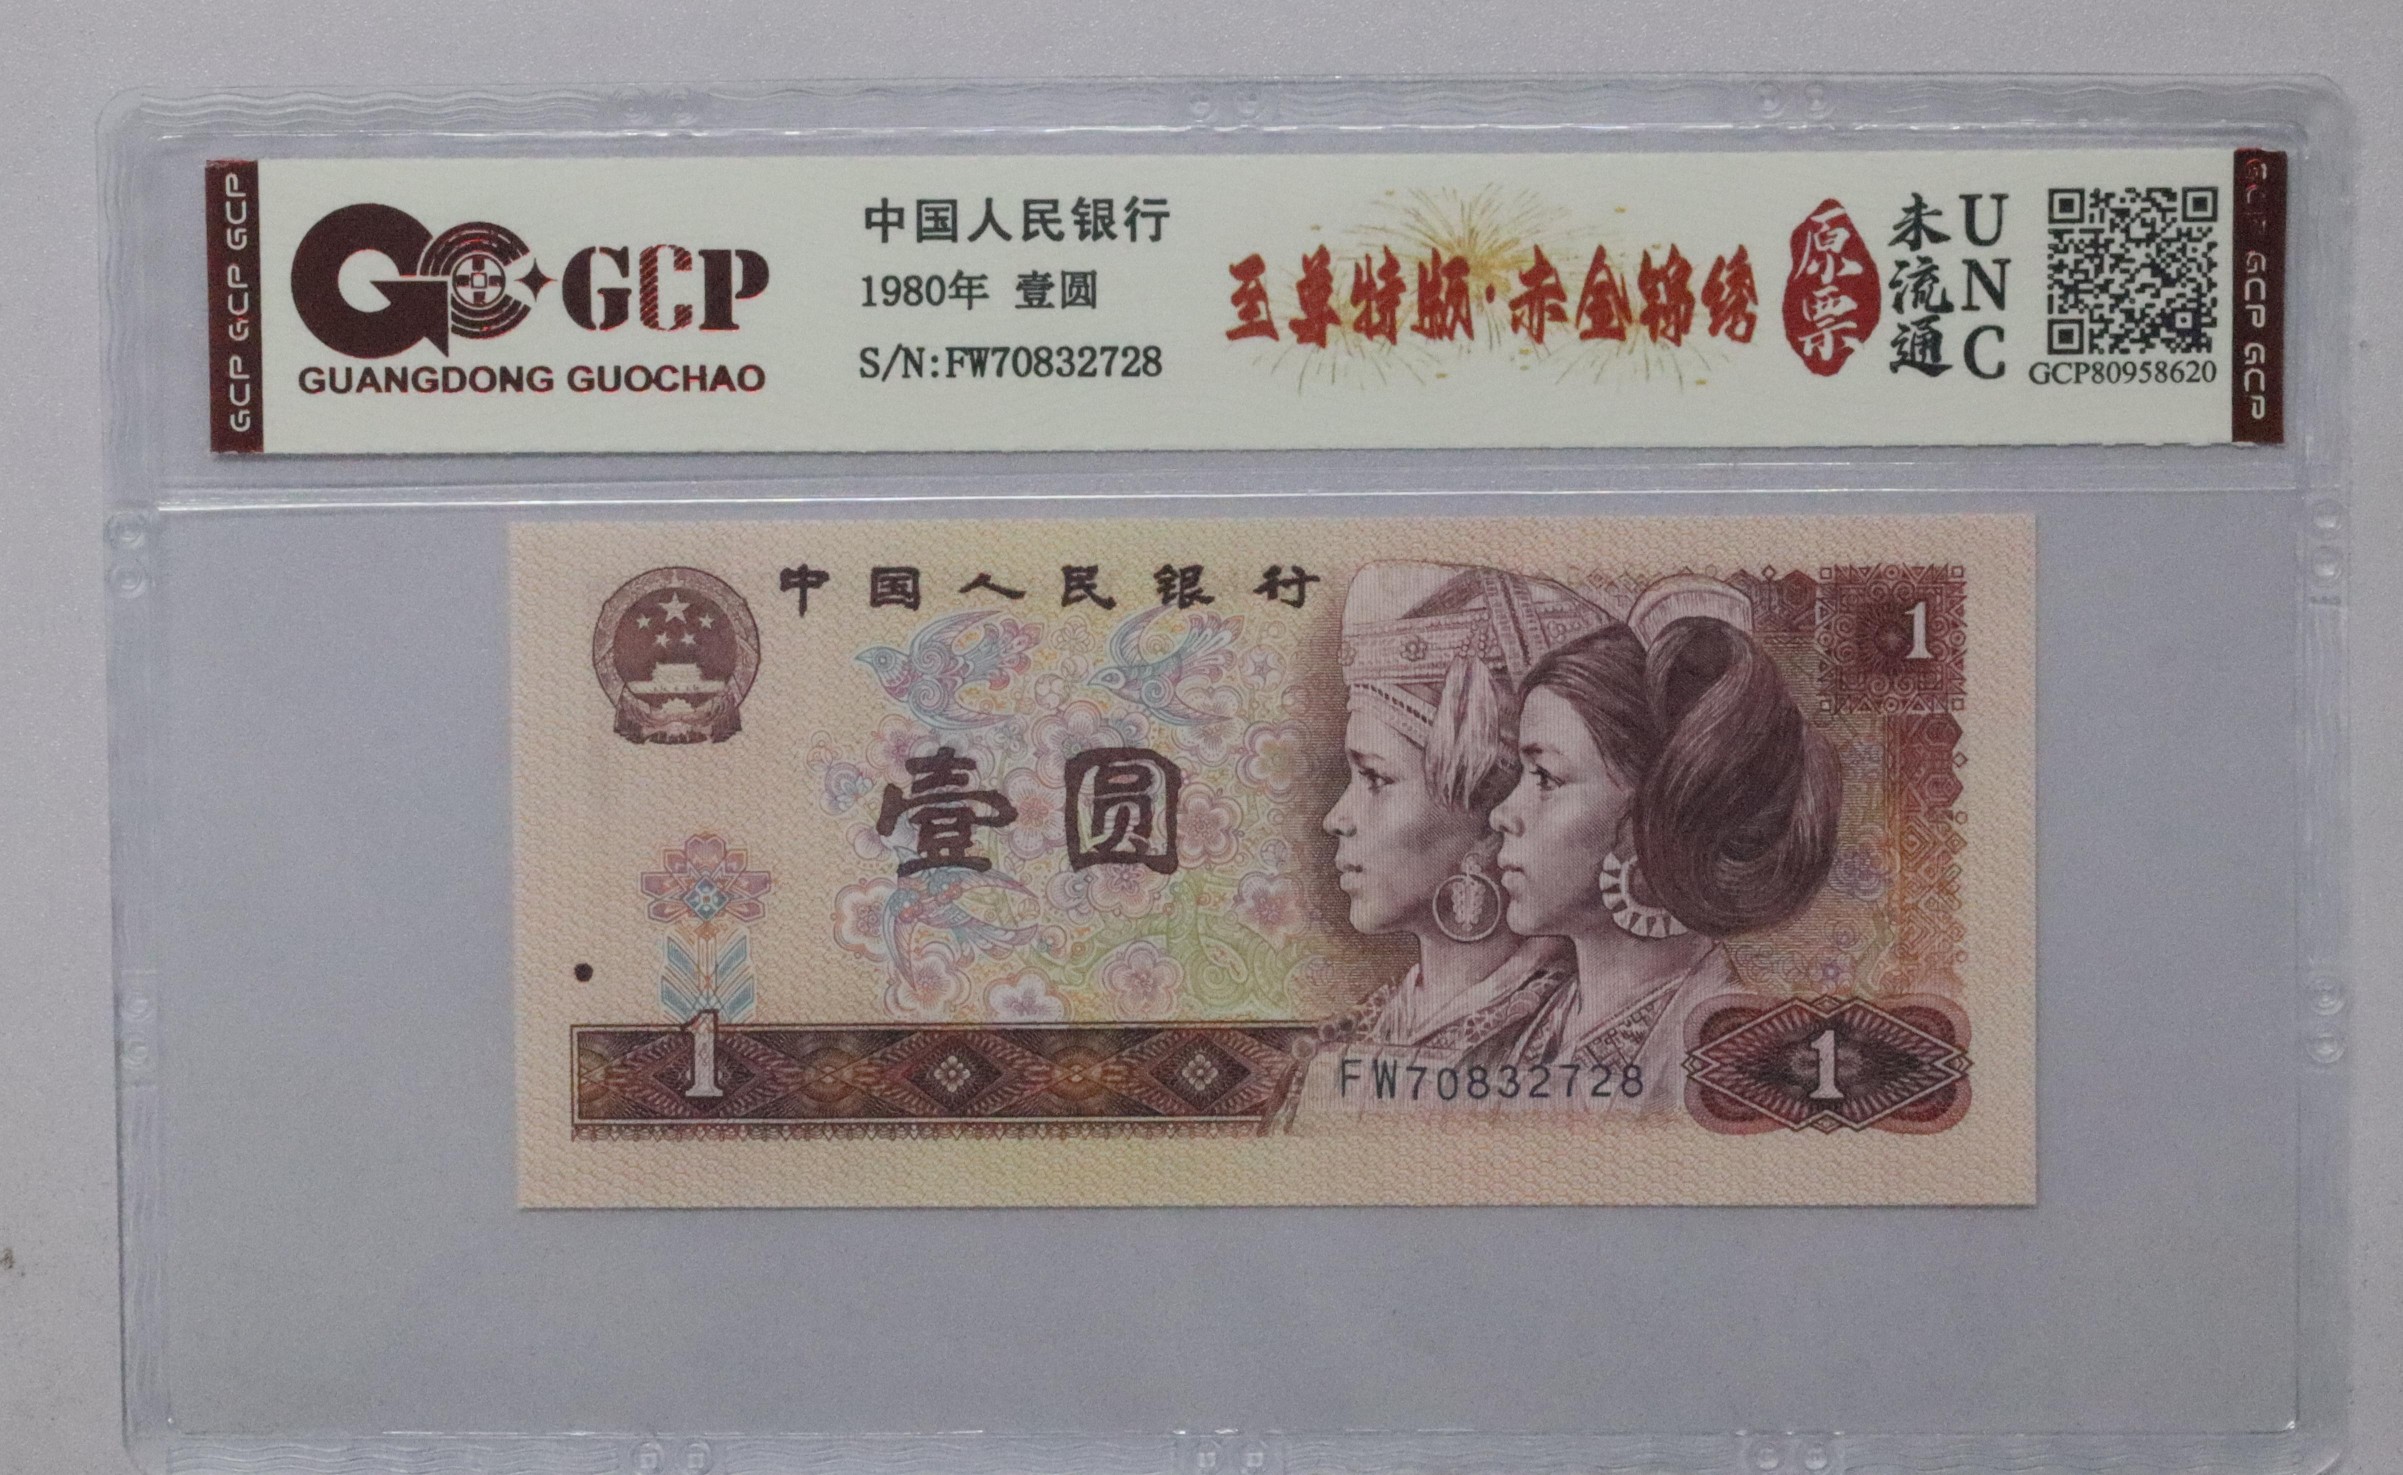 GCP GCP GCP
GCP
GUANGDONG GUOCHAO
中国人民银行
1980年 壹圆
S/N:FW70832728
至尊特版·赤金锦绣
原票
未流通
UNC
GCP80958620
GCP GCP GCP
中国人民银行
1
壹圆
1
FW70832728
1